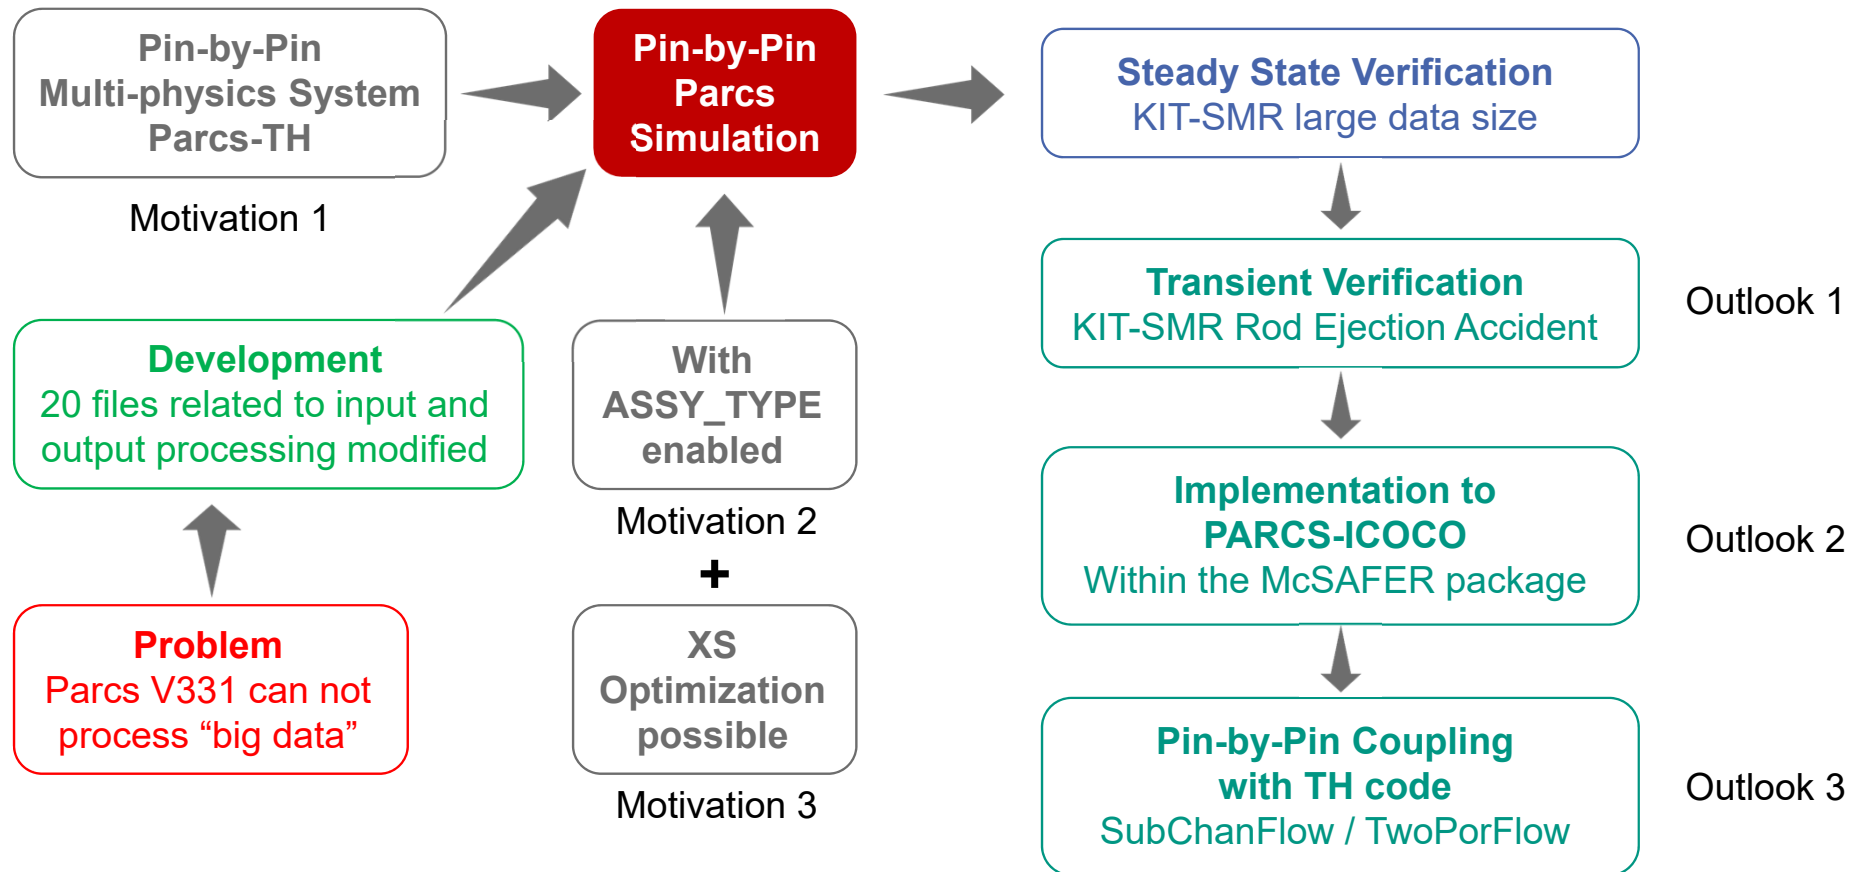 Pin-by-Pin
Multi-physics System
Parcs-TH
Motivation 1
Pin-by-Pin
Parcs
Simulation
Development
20 files related to input and
output processing modified
Problem
Parcs V331 can not
process “big data”
With
ASSY_TYPE
enabled
Motivation 2
+
XS
Optimization
possible
Motivation 3
Steady State Verification
KIT-SMR large data size
Transient Verification
KIT-SMR Rod Ejection Accident
Outlook 1
Implementation to
PARCS-ICOCO
Within the McSAFER package
Outlook 2
Pin-by-Pin Coupling
with TH code
SubChanFlow / TwoPorFlow
Outlook 3